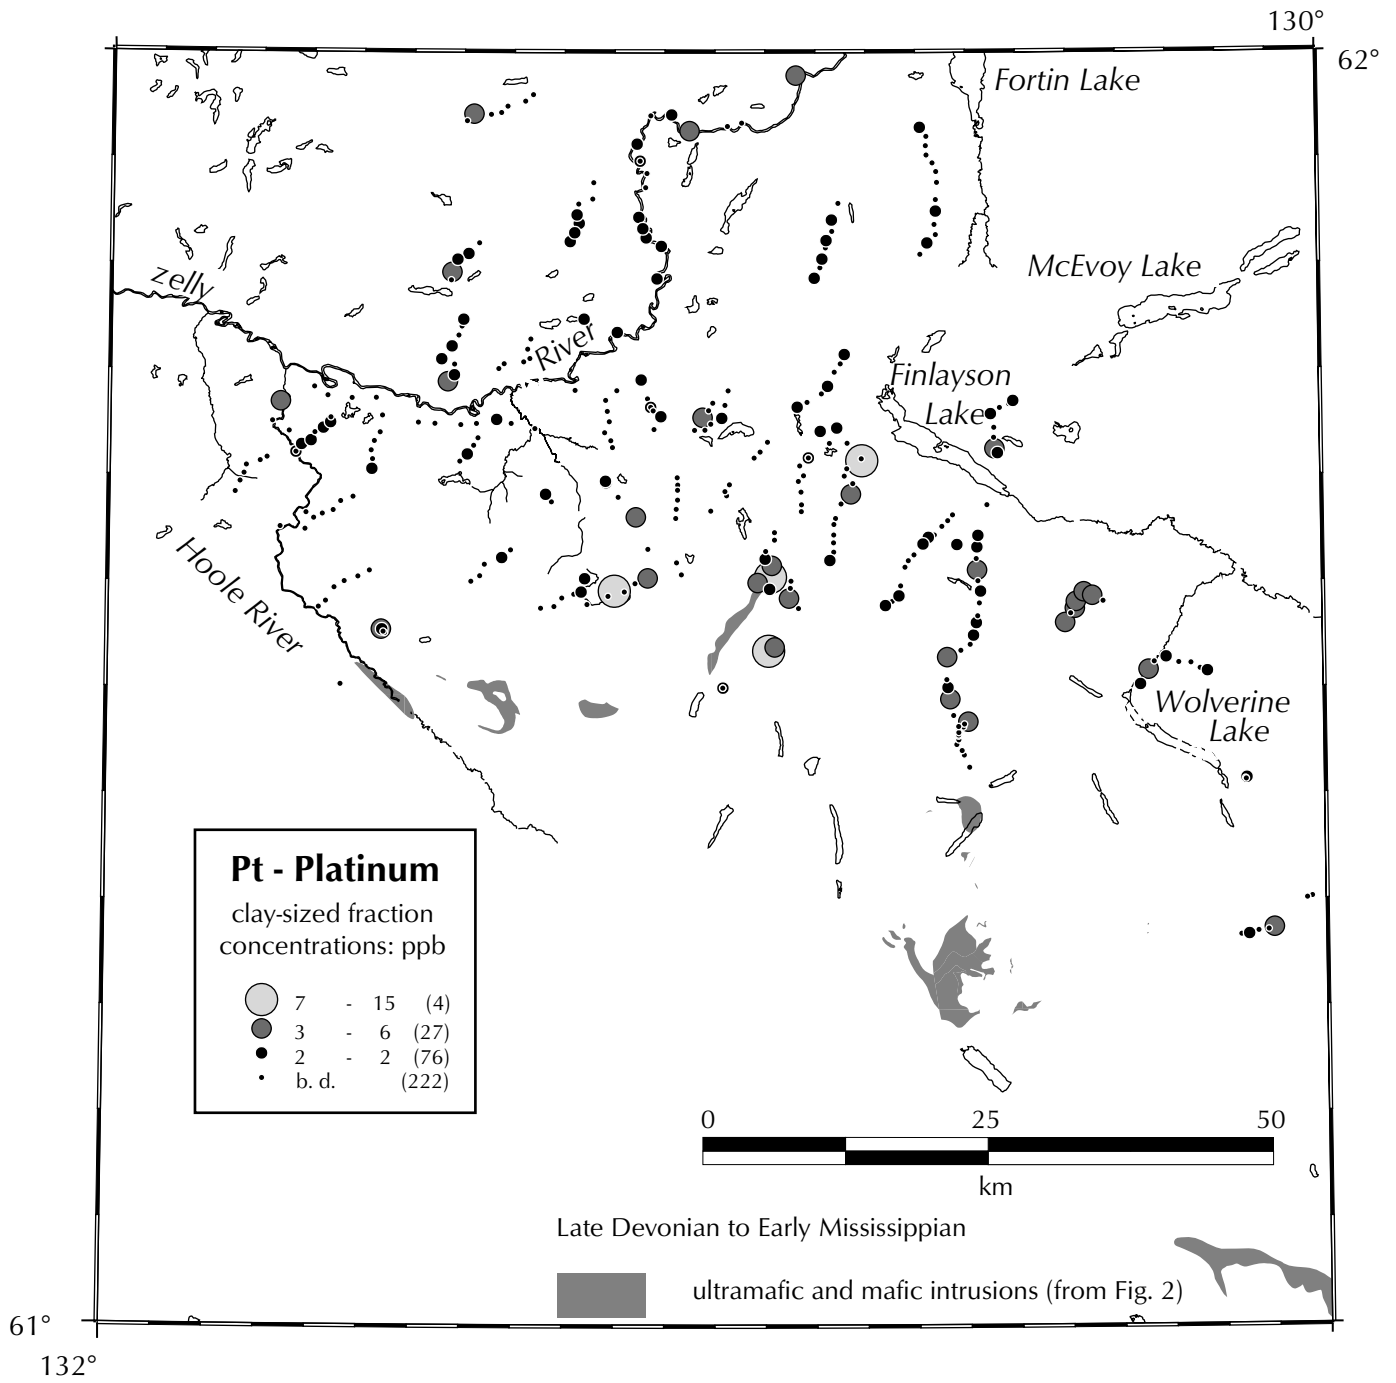 130°
62°
Fortin Lake
McEvoy Lake
zelly
River
Finlayson
Lake
Hoole River
Wolverine
Lake
Pt - Platinum
clay-sized fraction
concentrations: ppb
7 - 15 (4)
3 - 6 (27)
2 - 2 (76)
b. d. (222)
0 25 50
km
Late Devonian to Early Mississippian
ultramafic and mafic intrusions (from Fig. 2)
61°
132°